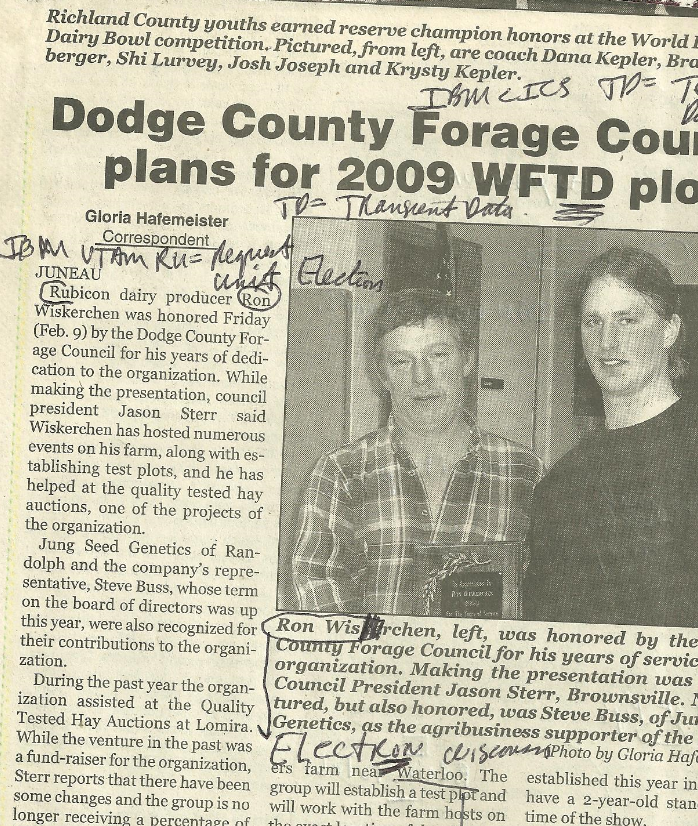 Richland County youths earned reserve champion honors at the World
Dairy Bowl competition. Pictured, from left, are coach Dana Kepler, Bra
berger, Shi Lurvey, Josh Joseph and Krysty Kepler.
IBM CICS TD=
Dodge County Forage Coun
plans for 2009 WFTD plo
TD = Transient Data
Gloria Hafemeister
Correspondent
IBM VTAM RU= Request
Unit
Election
JUNEAU
Rubicon dairy producer Ron
Wiskerchen was honored Friday
(Feb. 9) by the Dodge County For-
age Council for his years of dedi-
cation to the organization. While
making the presentation, council
president Jason Sterr said
Wiskerchen has hosted numerous
events on his farm, along with es-
tablishing test plots, and he has
helped at the quality tested hay
auctions, one of the projects of
the organization.
Jung Seed Genetics of Ran-
dolph and the company's repre-
sentative, Steve Buss, whose term
on the board of directors was up
this year, were also recognized for
their contributions to the organi-
zation.
During the past year the organ-
ization assisted at the Quality
Tested Hay Auctions at Lomira.
While the venture in the past was
a fund-raiser for the organization,
Sterr reports that there have been
some changes and the group is no
longer receiving a percentage of
In Appreciation to
Ron Wiskerchen
Ron Wis rchen, left, was honored by the
County Forage Council for his years of servic
organization. Making the presentation was
Council President Jason Sterr, Brownsville. N
tured, but also honored, was Steve Buss, of Ju
Genetics, as the agribusiness supporter of the
Electron Wisconsin
Photo by Gloria Haf
ers farm near Waterloo. The
group will establish a test plot and
will work with the farm hosts on
established this year in
have a 2-year-old stan
time of the show.